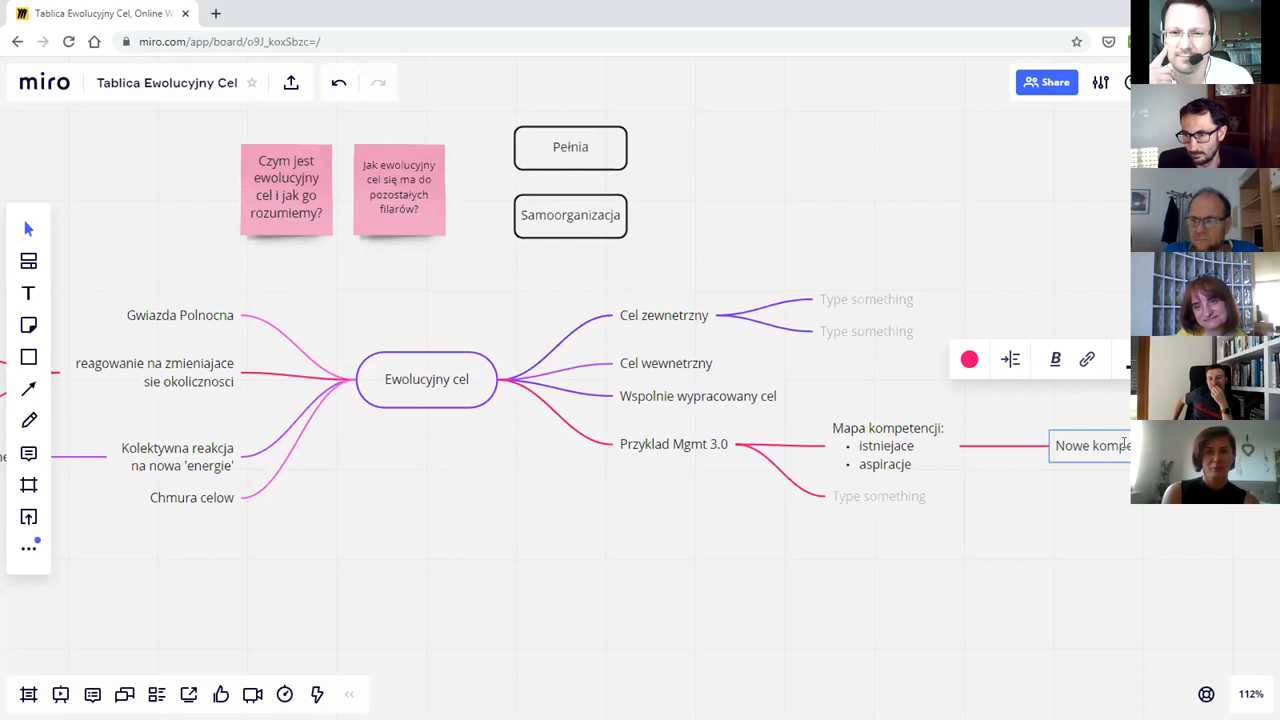 Tablica Ewolucyjny Cel, Online W
miro.com/app/board/o9J_koxSbzc=/
miro
Tablica Ewolucyjny Cel
Share
Czym jest
ewolucyjny
cel i jak go
rozumiemy?
Jak ewolucyjny
cel się ma do
pozostałych
filarów?
Pełnia
Samoorganizacja
T
Gwiazda Polnocna
reagowanie na zmieniajace
sie okolicznosci
Kolektywna reakcja
na nowa 'energie'
Chmura celow
Ewolucyjny cel
Cel zewnetrzny
Type something
Type something
Cel wewnetrzny
Wspolnie wypracowany cel
Przyklad Mgmt 3.0
Mapa kompetencji:
• istniejace
• aspiracje
Type something
B
Nowe kompe
112%